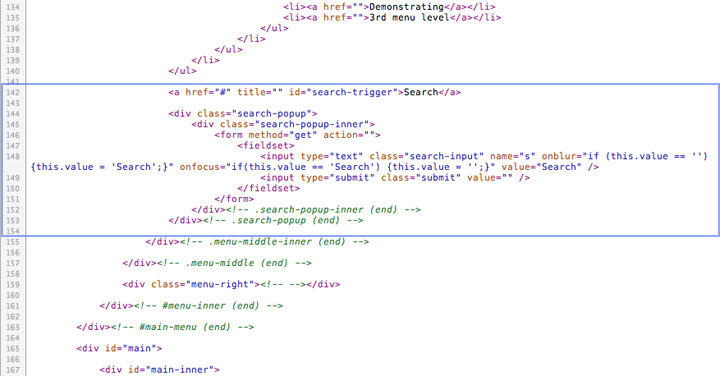 134 <li><a href="">Demonstrating</a></li>
135 <li><a href="">3rd menu level</a></li>
136 </ul>
137 </li>
138 </ul>
139 </li>
140 </ul>
141
142 <a href="#" title="" id="search-trigger">Search</a>
143
144 <div class="search-popup">
145 <div class="search-popup-inner">
146 <form method="get" action="">
147 <fieldset>
148 <input type="text" class="search-input" name="s" onblur="if (this.value == '')
{this.value = 'Search';}" onfocus="if(this.value == 'Search') {this.value = '';}" value="Search" />
149 <input type="submit" class="submit" value="" />
150 </fieldset>
151 </form>
152 </div><!-- .search-popup-inner (end) -->
153 </div><!-- .search-popup (end) -->
154
155 </div><!-- .menu-middle-inner (end) -->
156
157 </div><!-- .menu-middle (end) -->
158
159 <div class="menu-right"><!-- --></div>
160
161 </div><!-- #menu-inner (end) -->
162
163 </div><!-- #main-menu (end) -->
164
165 <div id="main">
166
167 <div id="main-inner">